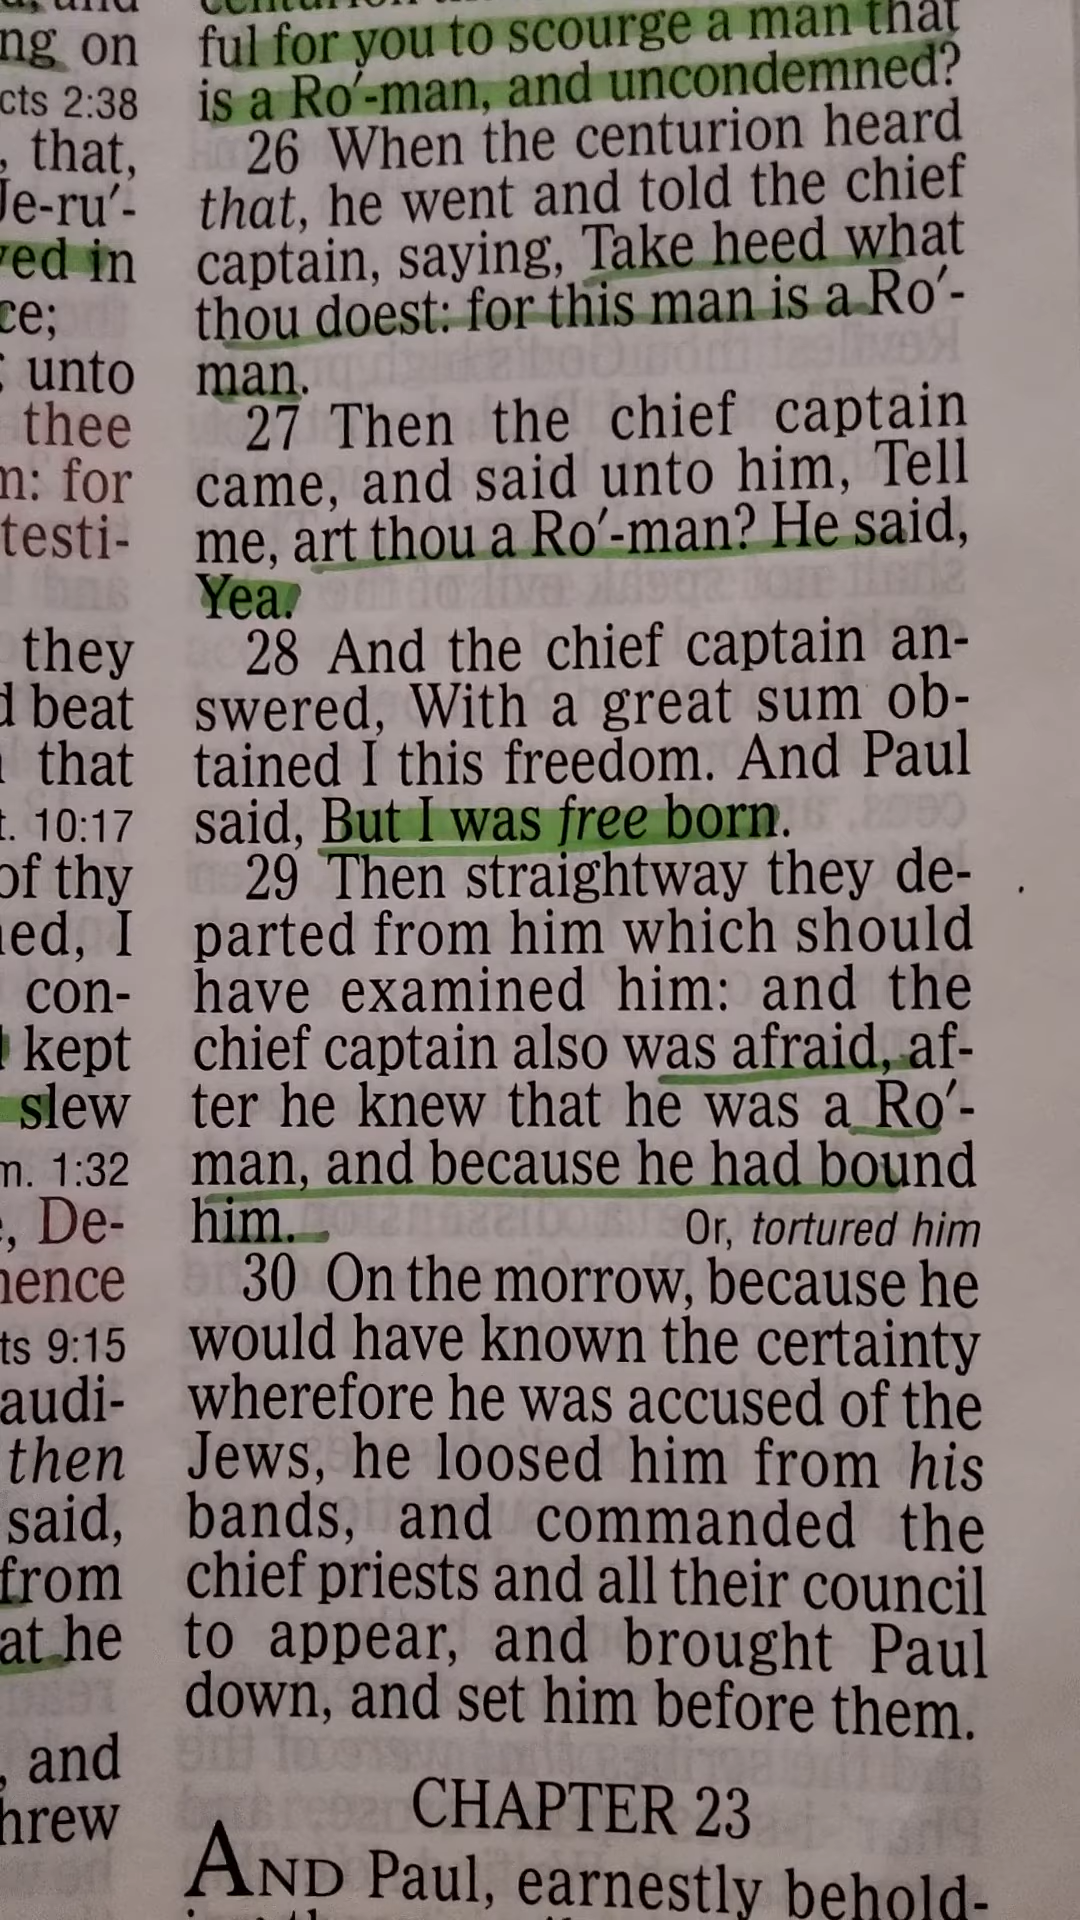 ng on
cts 2:38
, that,
Je-ru′-
ved in
ce;
unto
thee
n: for
testi-
they
d beat
that
t. 10:17
of thy
ned, I
con-
kept
slew
m. 1:32
, De-
nence
ts 9:15
audi-
then
said,
from
at he
, and
hrew
ful for you to scourge a man that
is a Ro′-man, and uncondemned?
26 When the centurion heard
that, he went and told the chief
captain, saying, Take heed what
thou doest: for this man is a Ro′-
man.
27 Then the chief captain
came, and said unto him, Tell
me, art thou a Ro′-man? He said,
Yea.
28 And the chief captain an-
swered, With a great sum ob-
tained I this freedom. And Paul
said, But I was free born.
29 Then straightway they de-
parted from him which should
have examined him: and the
chief captain also was afraid, af-
ter he knew that he was a Ro′-
man, and because he had bound
him. Or, tortured him
30 On the morrow, because he
would have known the certainty
wherefore he was accused of the
Jews, he loosed him from his
bands, and commanded the
chief priests and all their council
to appear, and brought Paul
down, and set him before them.
CHAPTER 23
AND Paul, earnestly behold-